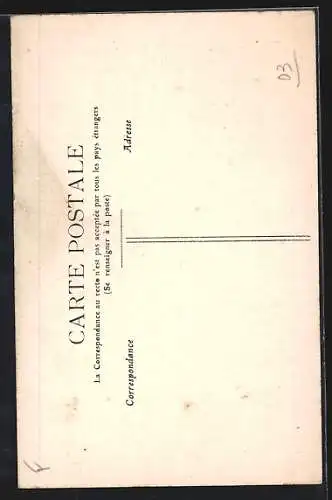 CARTE POSTALE
La Correspondance au recto n'est pas acceptée par tous les pays étrangers
(Se renseigner à la poste)
Correspondance
Adresse
03
F